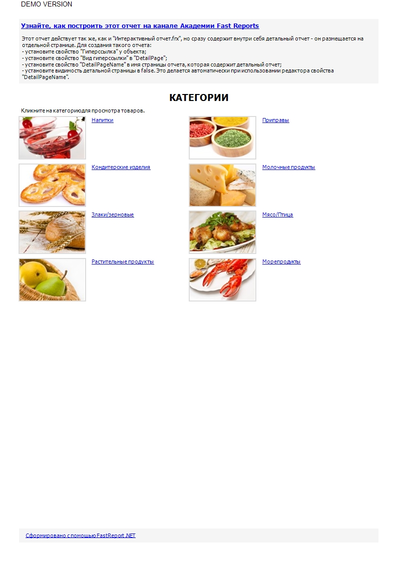 DEMO VERSION
Узнайте, как построить этот отчет на канале Академии Fast Reports
Этот отчет действует так же, как и "Интерактивный отчет.frx", но сразу содержит внутри себя детальный отчет - он размещается на
отдельной странице. Для создания такого отчета:
- установите свойство "Гиперссылка" у объекта;
- установите свойство "Вид гиперссылки" в "DetailPage";
- установите свойство "DetailPageName" в имя страницы отчета, которая содержит детальный отчет;
- установите видимость детальной страницы в false. Это делается автоматически при использовании редактора свойства
"DetailPageName".
КАТЕГОРИИ
Кликните на категориюдля просмотра товаров.
Напитки
Приправы
Кондитерские изделия
Молочные продукты
Злаки/зерновые
Мясо/Птица
Растительные продукты
Морепродукты
Сформировано с помошью FastReport.NET